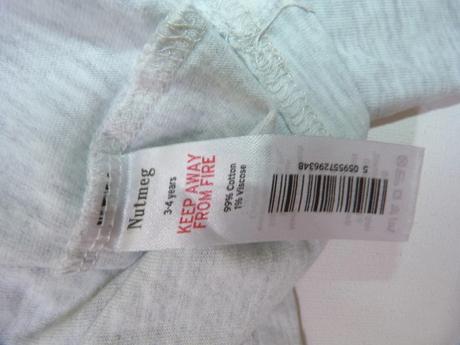 Nutmeg
3-4 years
KEEP AWAY
FROM FIRE
99% Cotton
1% Viscose
5 059557 296348